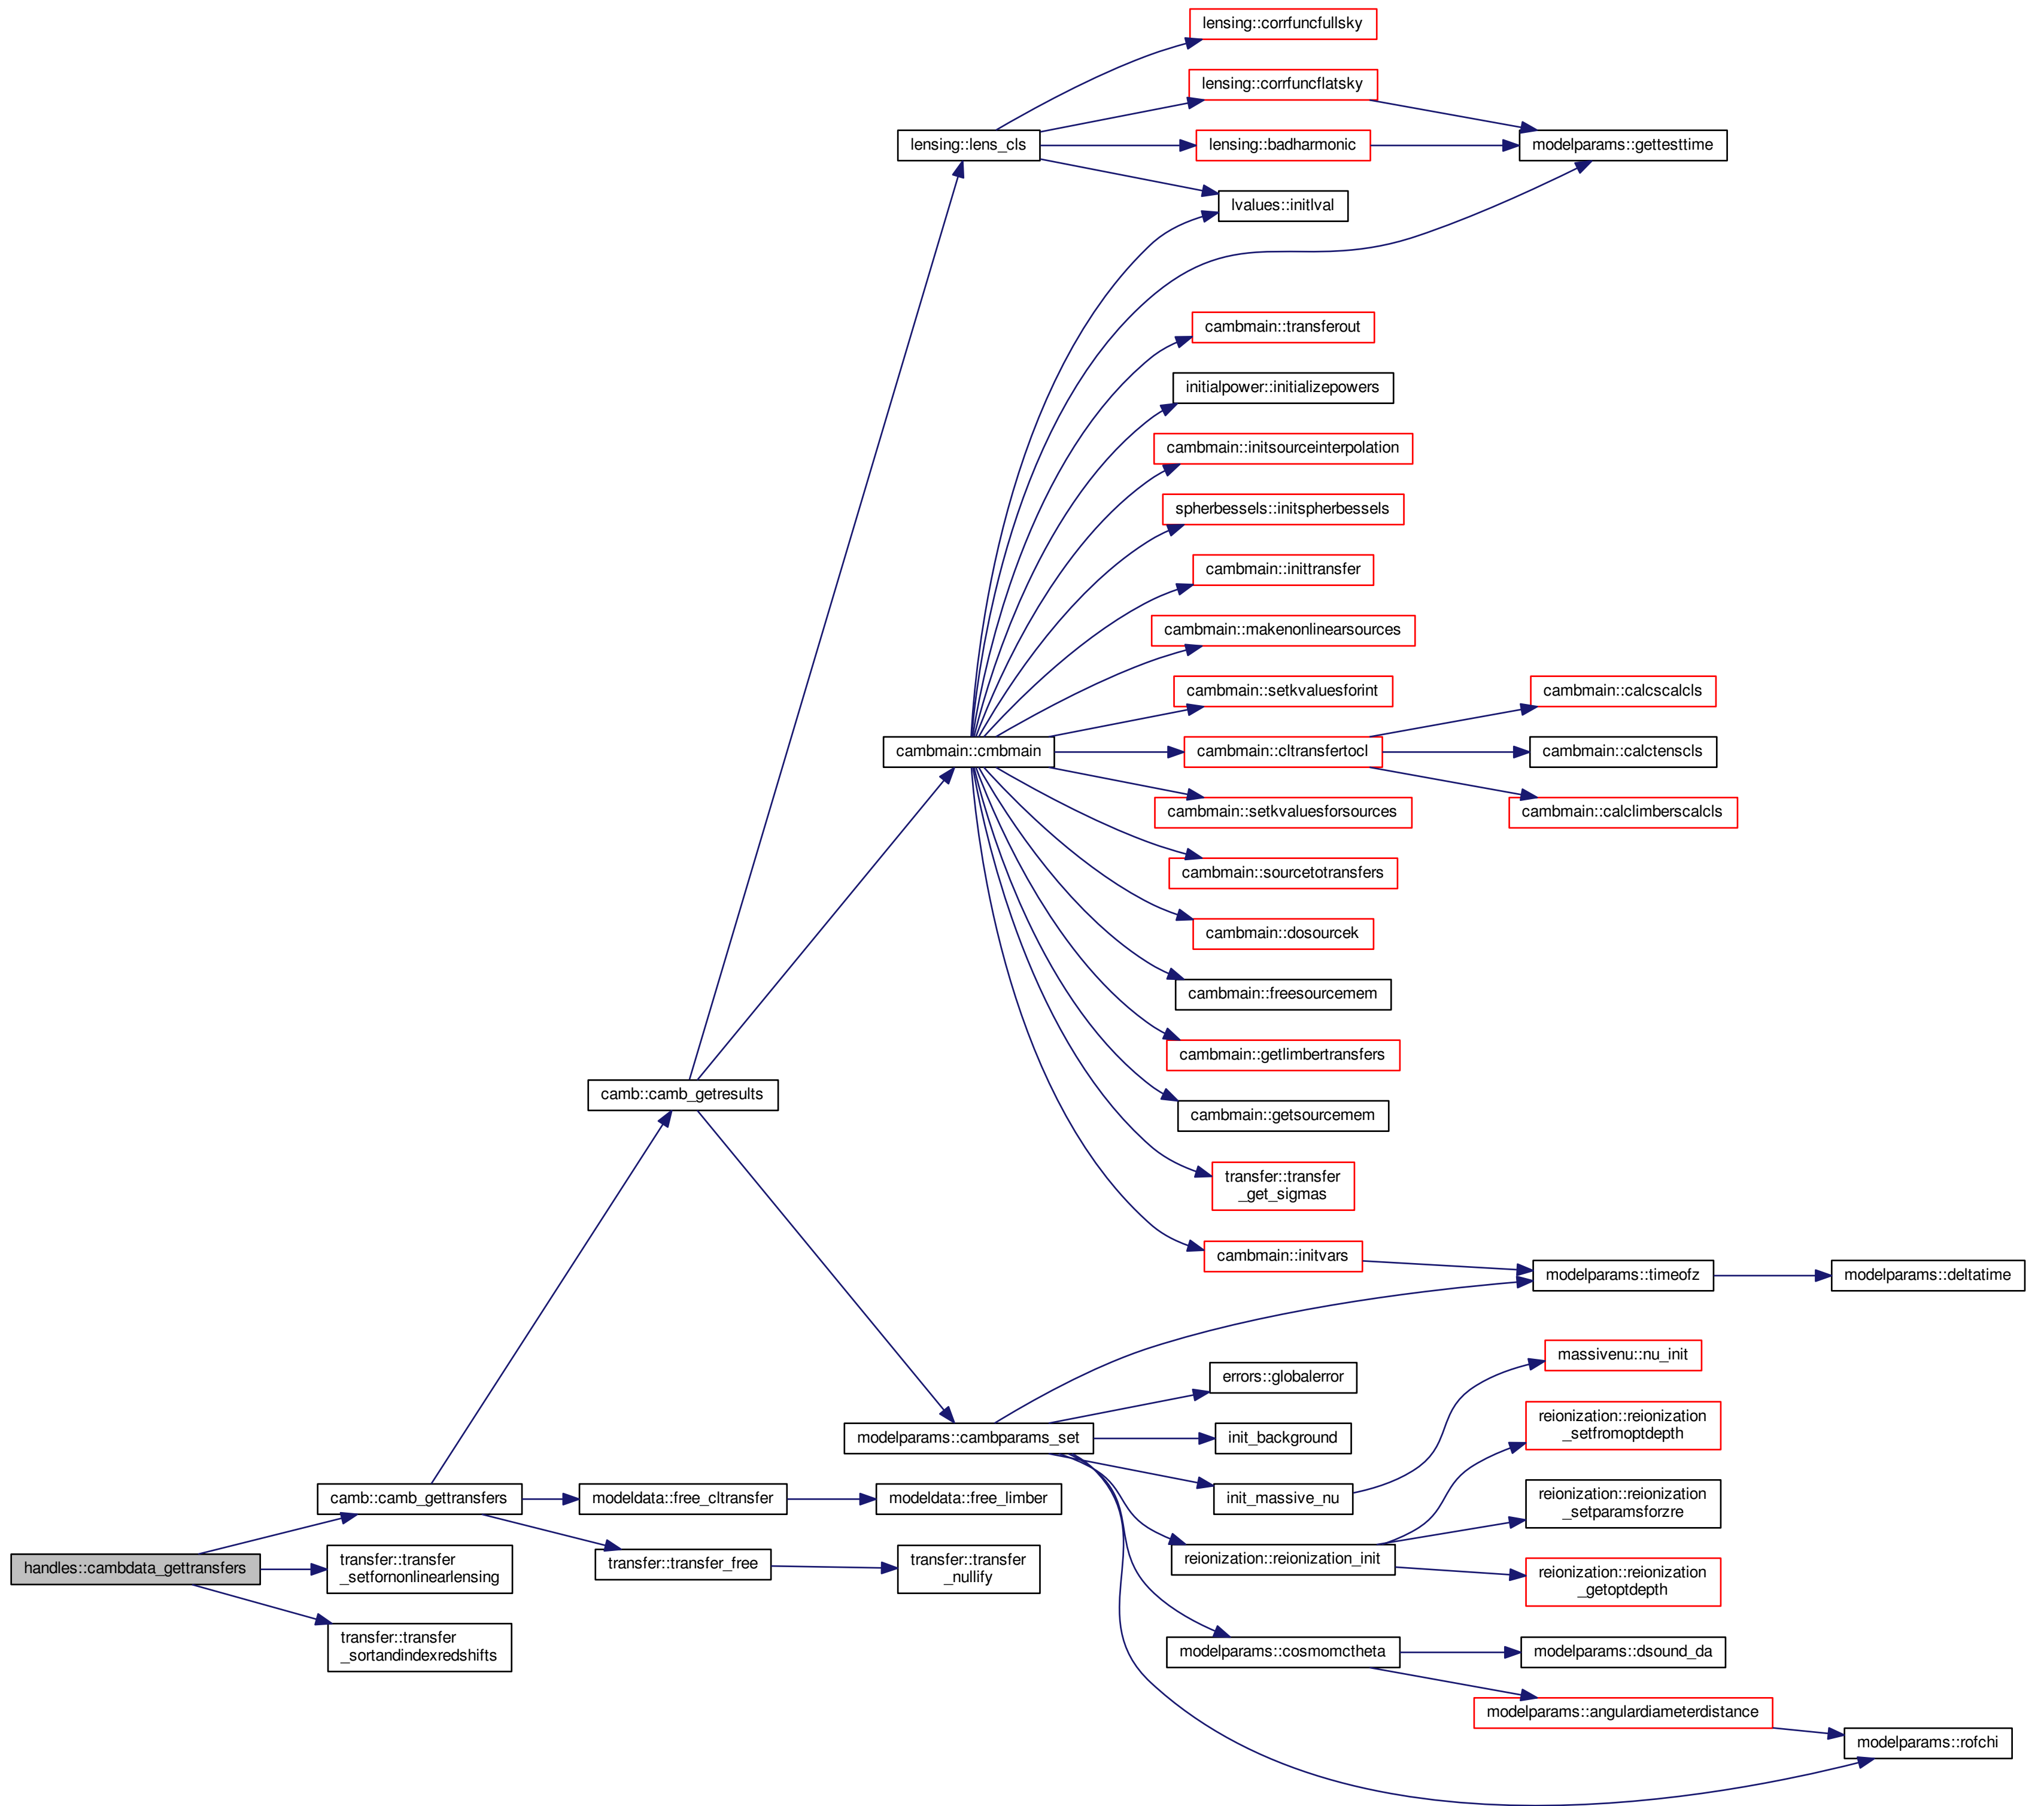 lensing::corrfuncfullsky
lensing::corrfuncflatsky
lensing::lens_cls
lensing::badharmonic
modelparams::gettesttime
lvalues::initlval
cambmain::transferout
initialpower::initializepowers
cambmain::initsourceinterpolation
spherbessels::initspherbessels
cambmain::inittransfer
cambmain::makenonlinearsources
cambmain::setkvaluesforint
cambmain::calcscalcls
cambmain::cmbmain
cambmain::cltransfertocl
cambmain::calctenscls
cambmain::setkvaluesforsources
cambmain::calclimberscalcls
cambmain::sourcetotransfers
cambmain::dosourcek
cambmain::freesourcemem
cambmain::getlimbertransfers
camb::camb_getresults
cambmain::getsourcemem
transfer::transfer
_get_sigmas
cambmain::initvars
modelparams::timeofz
modelparams::deltatime
massivenu::nu_init
errors::globalerror
reionization::reionization
_setfromoptdepth
modelparams::cambparams_set
init_background
camb::camb_gettransfers
modeldata::free_cltransfer
modeldata::free_limber
init_massive_nu
reionization::reionization
_setparamsforzre
handles::cambdata_gettransfers
transfer::transfer
_setfornonlinearlensing
transfer::transfer_free
transfer::transfer
_nullify
reionization::reionization_init
reionization::reionization
_getoptdepth
transfer::transfer
_sortandindexredshifts
modelparams::cosmomctheta
modelparams::dsound_da
modelparams::angulardiameterdistance
modelparams::rofchi